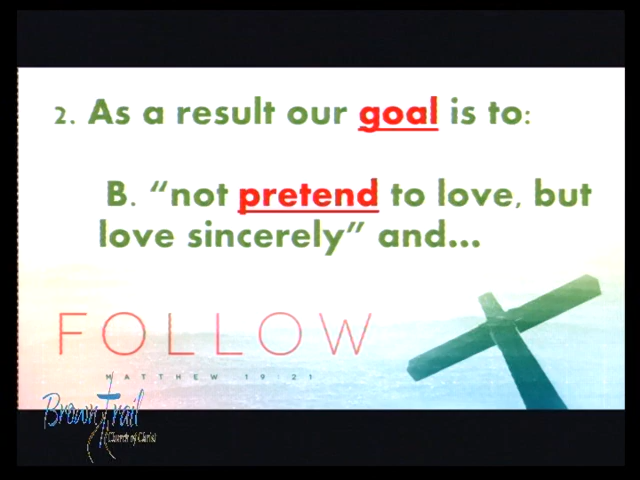 2. As a result our goal is to:
B. “not pretend to love, but
love sincerely” and...
FOLLOW
MATTHEW 19:21
Brown Trail
Church of Christ